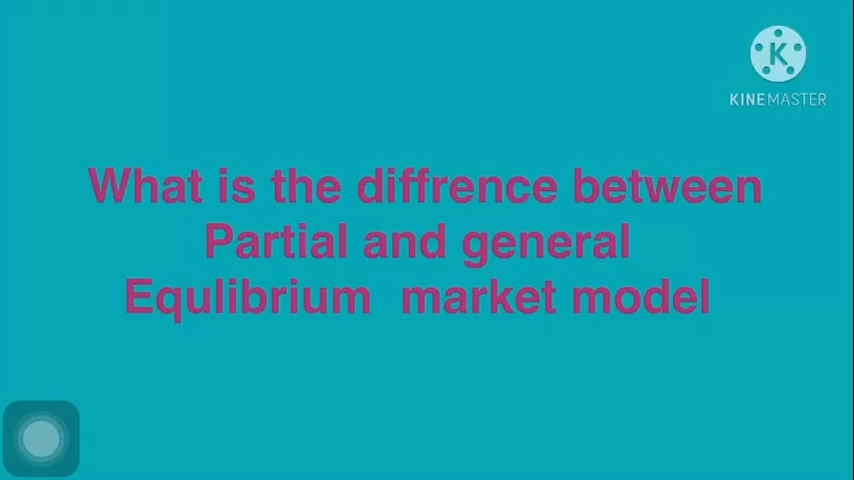 K
KINEMASTER
What is the diffrence between
Partial and general
Equlibrium market model